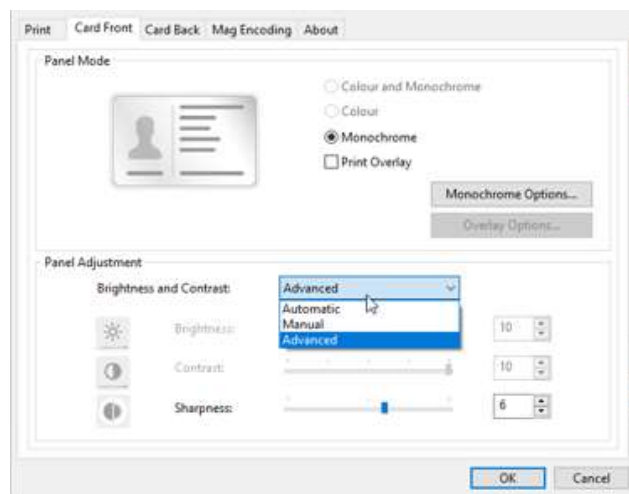 Print Card Front Card Back Mag Encoding About
Panel Mode
Colour and Monochrome
Colour
Monochrome
Print Overlay
Monochrome Options...
Overlay Options...
Panel Adjustment
Brightness and Contrast: Advanced
Automatic
Manual
Advanced
Brightness: 10
Contrast: 10
Sharpness: 6
OK Cancel